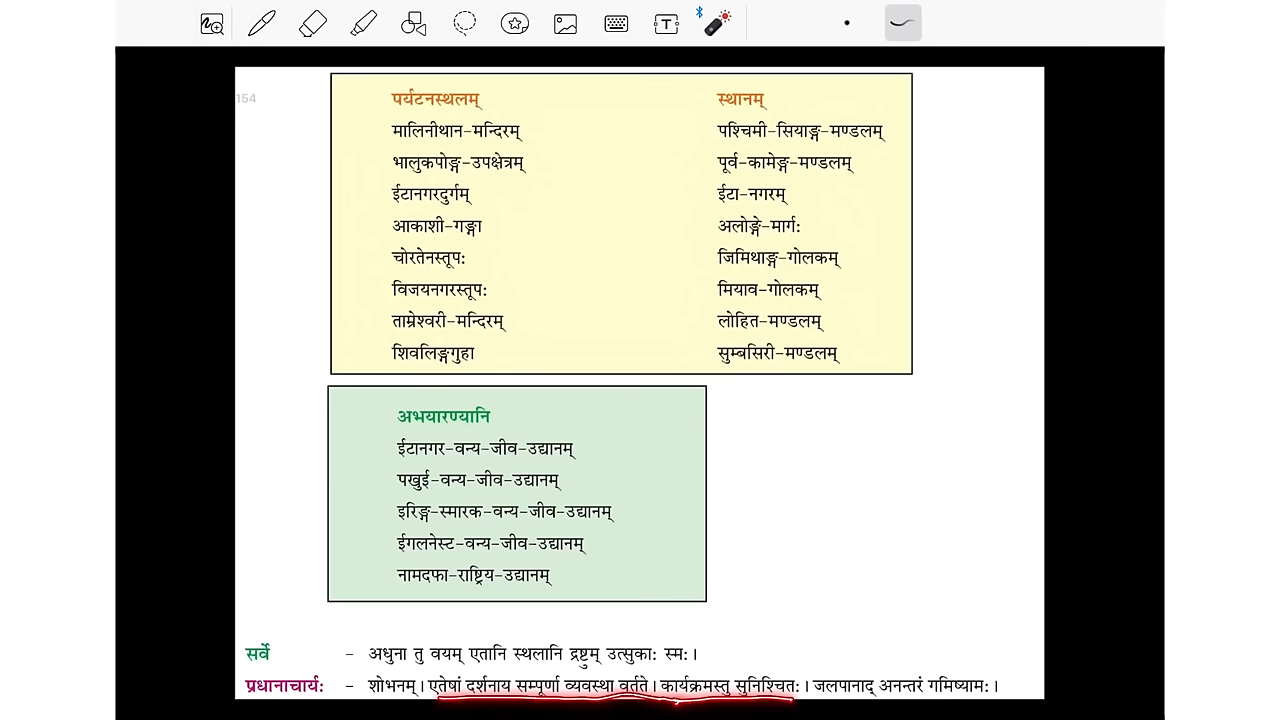 154
पर्यटनस्थलम् स्थानम्
मालिनीथान-मन्दिरम् पश्चिमी-सियाङ्ग-मण्डलम्
भालुकपोङ्ग-उपक्षेत्रम् पूर्व-कामेङ्ग-मण्डलम्
ईटानगरदुर्गम् ईटा-नगरम्
आकाशी-गङ्गा अलोङ्गे-मार्ग:
चोरतेनस्तूप: जिमिथाङ्ग-गोलकम्
विजयनगरस्तूप: मियाव-गोलकम्
ताम्रेश्वरी-मन्दिरम् लोहित-मण्डलम्
शिवलिङ्गगुहा सुम्बसिरी-मण्डलम्
अभयारण्यानि
ईटानगर-वन्य-जीव-उद्यानम्
पखुई-वन्य-जीव-उद्यानम्
इरिङ्ग-स्मारक-वन्य-जीव-उद्यानम्
ईगलनेस्ट-वन्य-जीव-उद्यानम्
नामदफा-राष्ट्रिय-उद्यानम्
सर्वे – अधुना तु वयम् एतानि स्थलानि द्रष्टुम् उत्सुका: स्म:।
प्रधानाचार्य: – शोभनम्। एतेषां दर्शनाय सम्पूर्णा व्यवस्था वर्तते। कार्यक्रमस्तु सुनिश्चित:। जलपानाद् अनन्तरं गमिष्याम:।